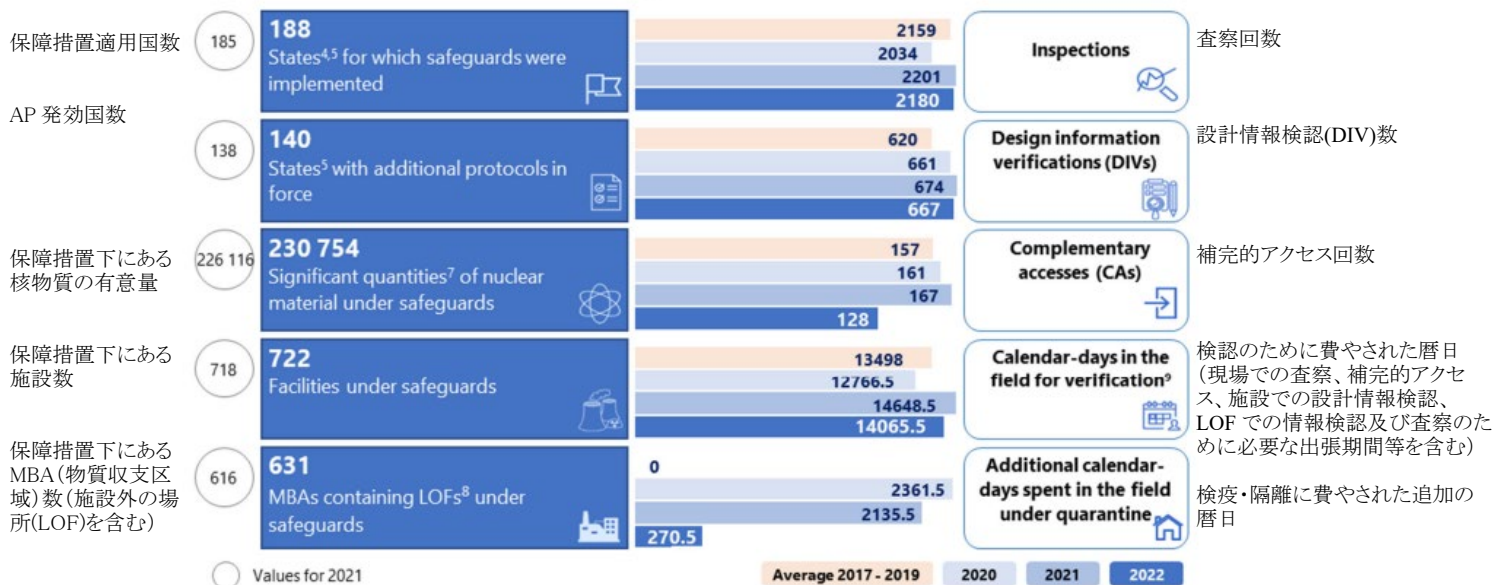 保障措置適用国数
185
188
States⁴,⁵ for which safeguards were
implemented
2159
2034
2201
2180
Inspections
査察回数
AP 発効国数
138
140
States⁵ with additional protocols in
force
620
661
674
667
Design information
verifications (DIVs)
設計情報検認(DIV)数
保障措置下にある
核物質の有意量
226 116
230 754
Significant quantities⁷ of nuclear
material under safeguards
157
161
167
128
Complementary
accesses (CAs)
補完的アクセス回数
保障措置下にある
施設数
718
722
Facilities under safeguards
13498
12766.5
14648.5
14065.5
Calendar-days in the
field for verification⁹
検認のために費やされた暦日
(現場での査察、補完的アクセ
ス、施設での設計情報検認、
LOF での情報検認及び査察のた
めに必要な出張期間等を含む)
保障措置下にある
MBA(物質収支区
域)数(施設外の場
所(LOF)を含む)
616
631
MBAs containing LOFs⁸ under
safeguards
0
2361.5
2135.5
270.5
Additional calendar-
days spent in the field
under quarantine
検疫・隔離に費やされた追加の
暦日
Values for 2021
Average 2017 - 2019
2020
2021
2022